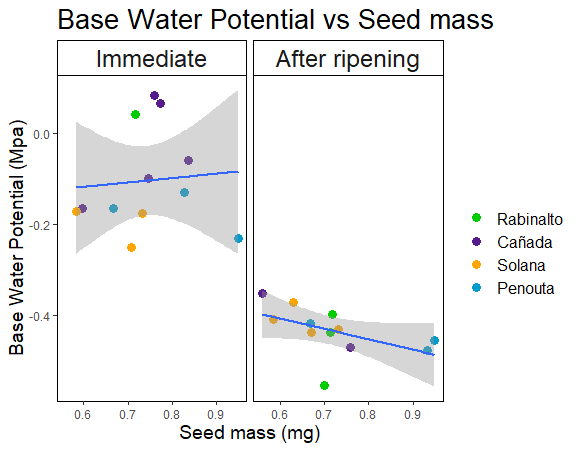 Base Water Potential vs Seed mass
Immediate
After ripening
Base Water Potential (Mpa)
0.0
-0.2
-0.4
0.6 0.7 0.8 0.9
0.6 0.7 0.8 0.9
Seed mass (mg)
Rabinalto
Cañada
Solana
Penouta